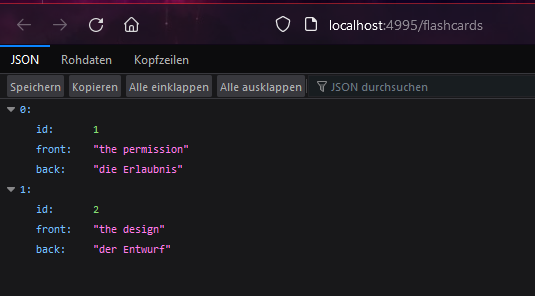 localhost:4995/flashcards
JSON Rohdaten Kopfzeilen
Speichern Kopieren Alle einklappen Alle ausklappen JSON durchsuchen
0:
id: 1
front: "the permission"
back: "die Erlaubnis"
1:
id: 2
front: "the design"
back: "der Entwurf"